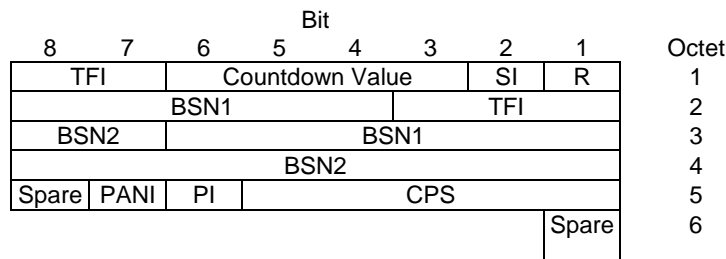 Bit
8 7 6 5 4 3 2 1 Octet
TFI Countdown Value SI R 1
BSN1 TFI 2
BSN2 BSN1 3
BSN2 4
Spare PANI PI CPS 5
Spare 6